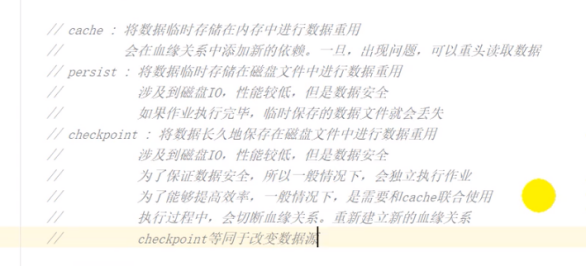 // cache : 将数据临时存储在内存中进行数据重用
// 会在血缘关系中添加新的依赖。一旦，出现问题，可以重头读取数据
// persist : 将数据临时存储在磁盘文件中进行数据重用
// 涉及到磁盘IO，性能较低，但是数据安全
// 如果作业执行完毕，临时保存的数据文件就会丢失
// checkpoint : 将数据长久地保存在磁盘文件中进行数据重用
// 涉及到磁盘IO，性能较低，但是数据安全
// 为了保证数据安全，所以一般情况下，会独立执行作业
// 为了能够提高效率，一般情况下，是需要和cache联合使用
// 执行过程中，会切断血缘关系。重新建立新的血缘关系
// checkpoint等同于改变数据源